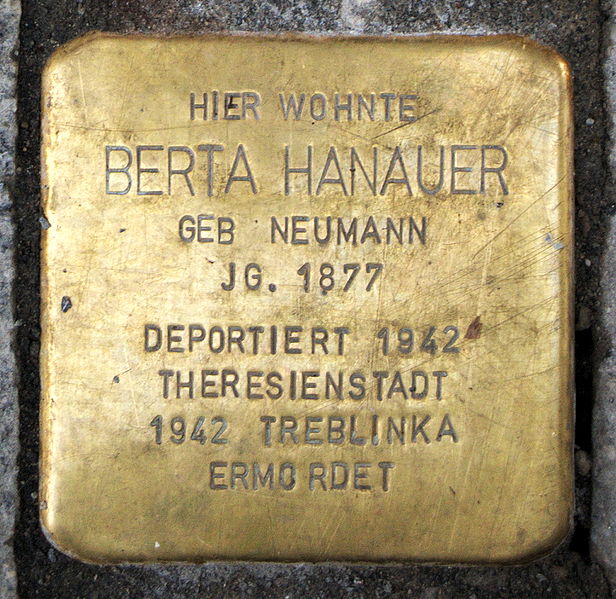 HIER WOHNTE
BERTA HANAUER
GEB NEUMANN
JG. 1877
DEPORTIERT 1942
THERESIENSTADT
1942 TREBLINKA
ERMORDET